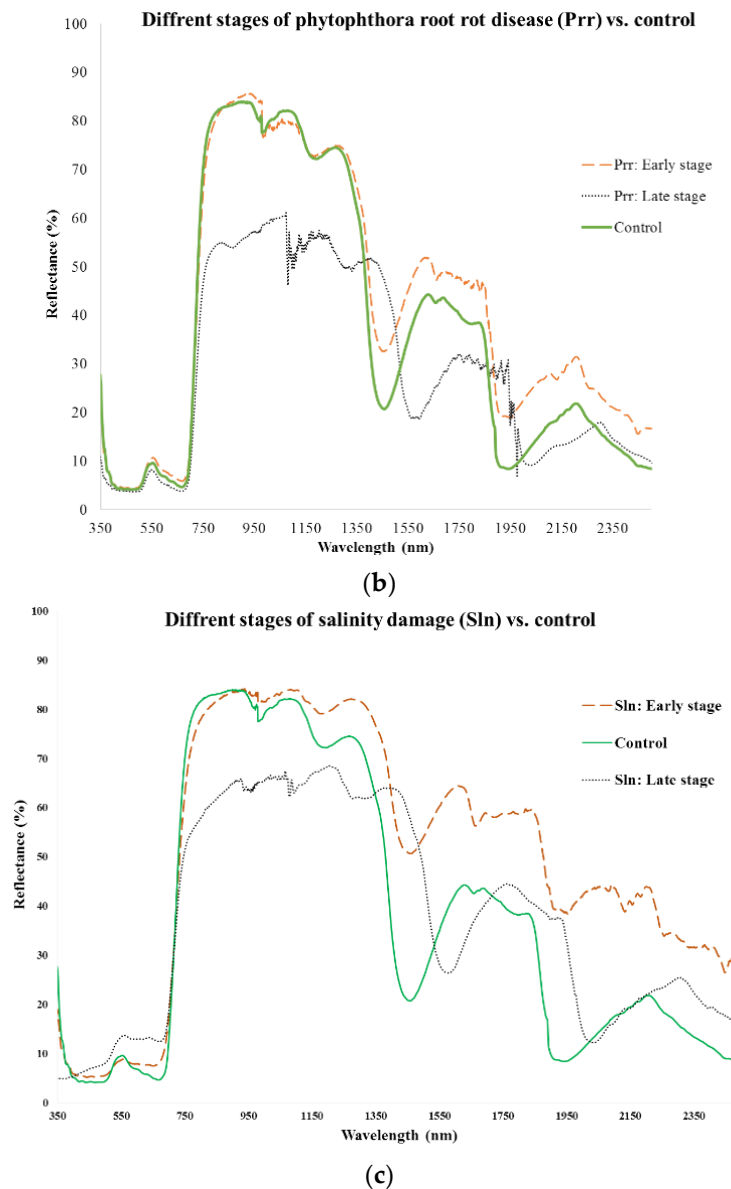 Diffrent stages of phytophthora root rot disease (Prr) vs. control
100
90
80
70
60
50
40
30
20
10
0
Reflectance (%)
Prr: Early stage
Prr: Late stage
Control
350 550 750 950 1150 1350 1550 1750 1950 2150 2350
Wavelength (nm)
(b)
Diffrent stages of salinity damage (Sln) vs. control
100
90
80
70
60
50
40
30
20
10
0
Reflectance (%)
Sln: Early stage
Control
Sln: Late stage
350 550 750 950 1150 1350 1550 1750 1950 2150 2350
Wavelength (nm)
(c)